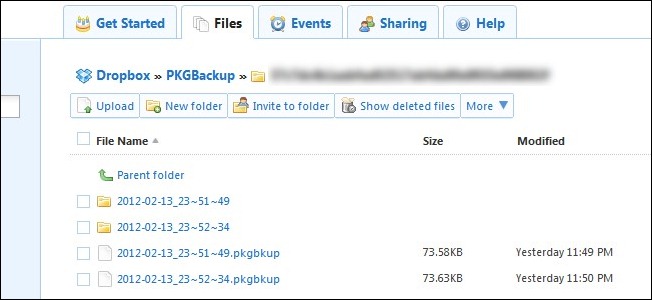 Get Started Files Events Sharing Help
Dropbox » PKGBackup »
Upload New folder Invite to folder Show deleted files More ▼
File Name ▲ Size Modified
Parent folder
2012-02-13_23~51~49
2012-02-13_23~52~34
2012-02-13_23~51~49.pkgbkup 73.58KB Yesterday 11:49 PM
2012-02-13_23~52~34.pkgbkup 73.63KB Yesterday 11:50 PM